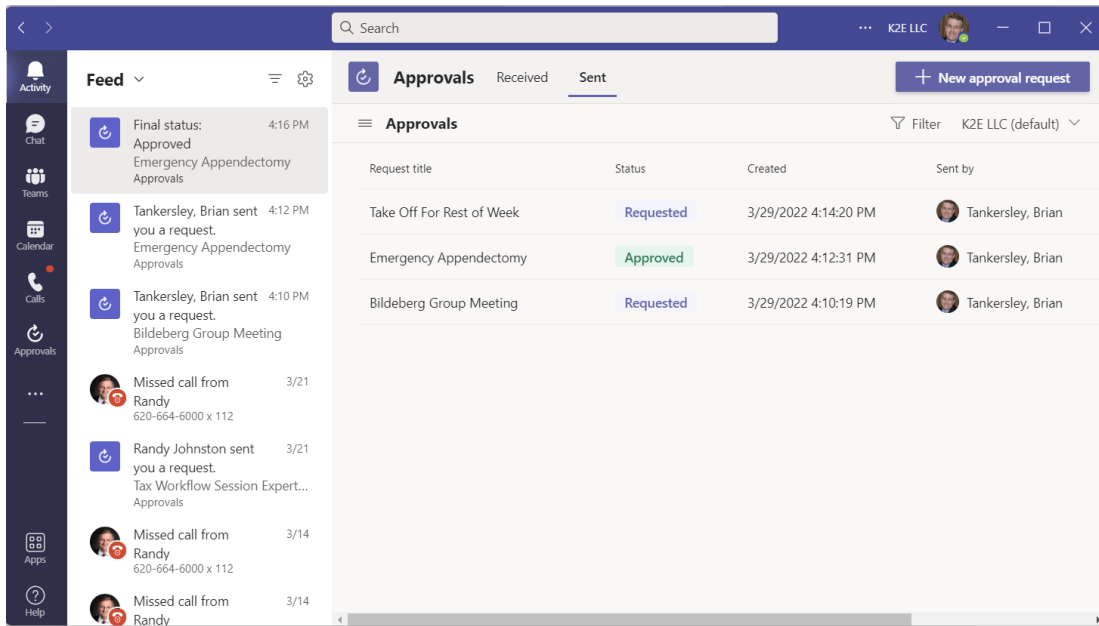 Search
K2E LLC
Activity
Chat
Teams
Calendar
Calls
Approvals
Apps
Help
Feed
Final status: 4:16 PM
Approved
Emergency Appendectomy
Approvals
Tankersley, Brian sent 4:12 PM
you a request.
Emergency Appendectomy
Approvals
Tankersley, Brian sent 4:10 PM
you a request.
Bildeberg Group Meeting
Approvals
Missed call from 3/21
Randy
620-664-6000 x 112
Randy Johnston sent 3/21
you a request.
Tax Workflow Session Expert...
Approvals
Missed call from 3/14
Randy
620-664-6000 x 112
Missed call from 3/14
Randy
Approvals Received Sent
New approval request
Approvals
Filter K2E LLC (default)
Request title Status Created Sent by
Take Off For Rest of Week Requested 3/29/2022 4:14:20 PM Tankersley, Brian
Emergency Appendectomy Approved 3/29/2022 4:12:31 PM Tankersley, Brian
Bildeberg Group Meeting Requested 3/29/2022 4:10:19 PM Tankersley, Brian